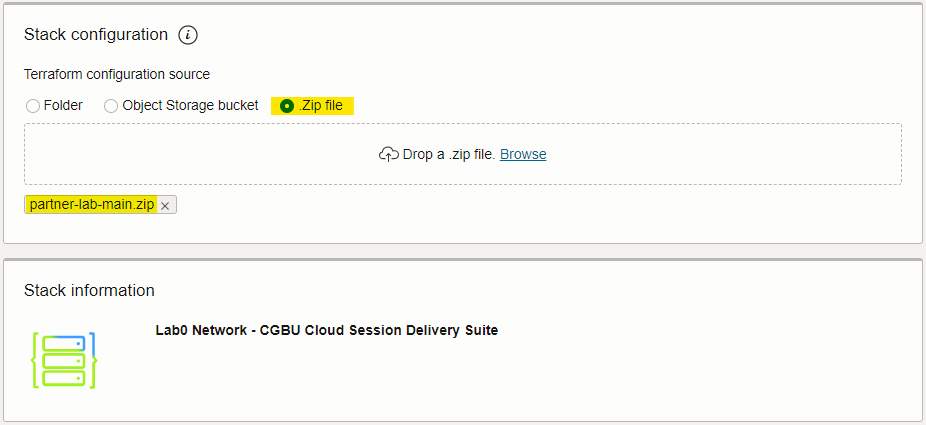 Stack configuration i
Terraform configuration source
Folder Object Storage bucket Zip file
Drop a .zip file. Browse
partner-lab-main.zip ×
Stack information
Lab0 Network - CGBU Cloud Session Delivery Suite